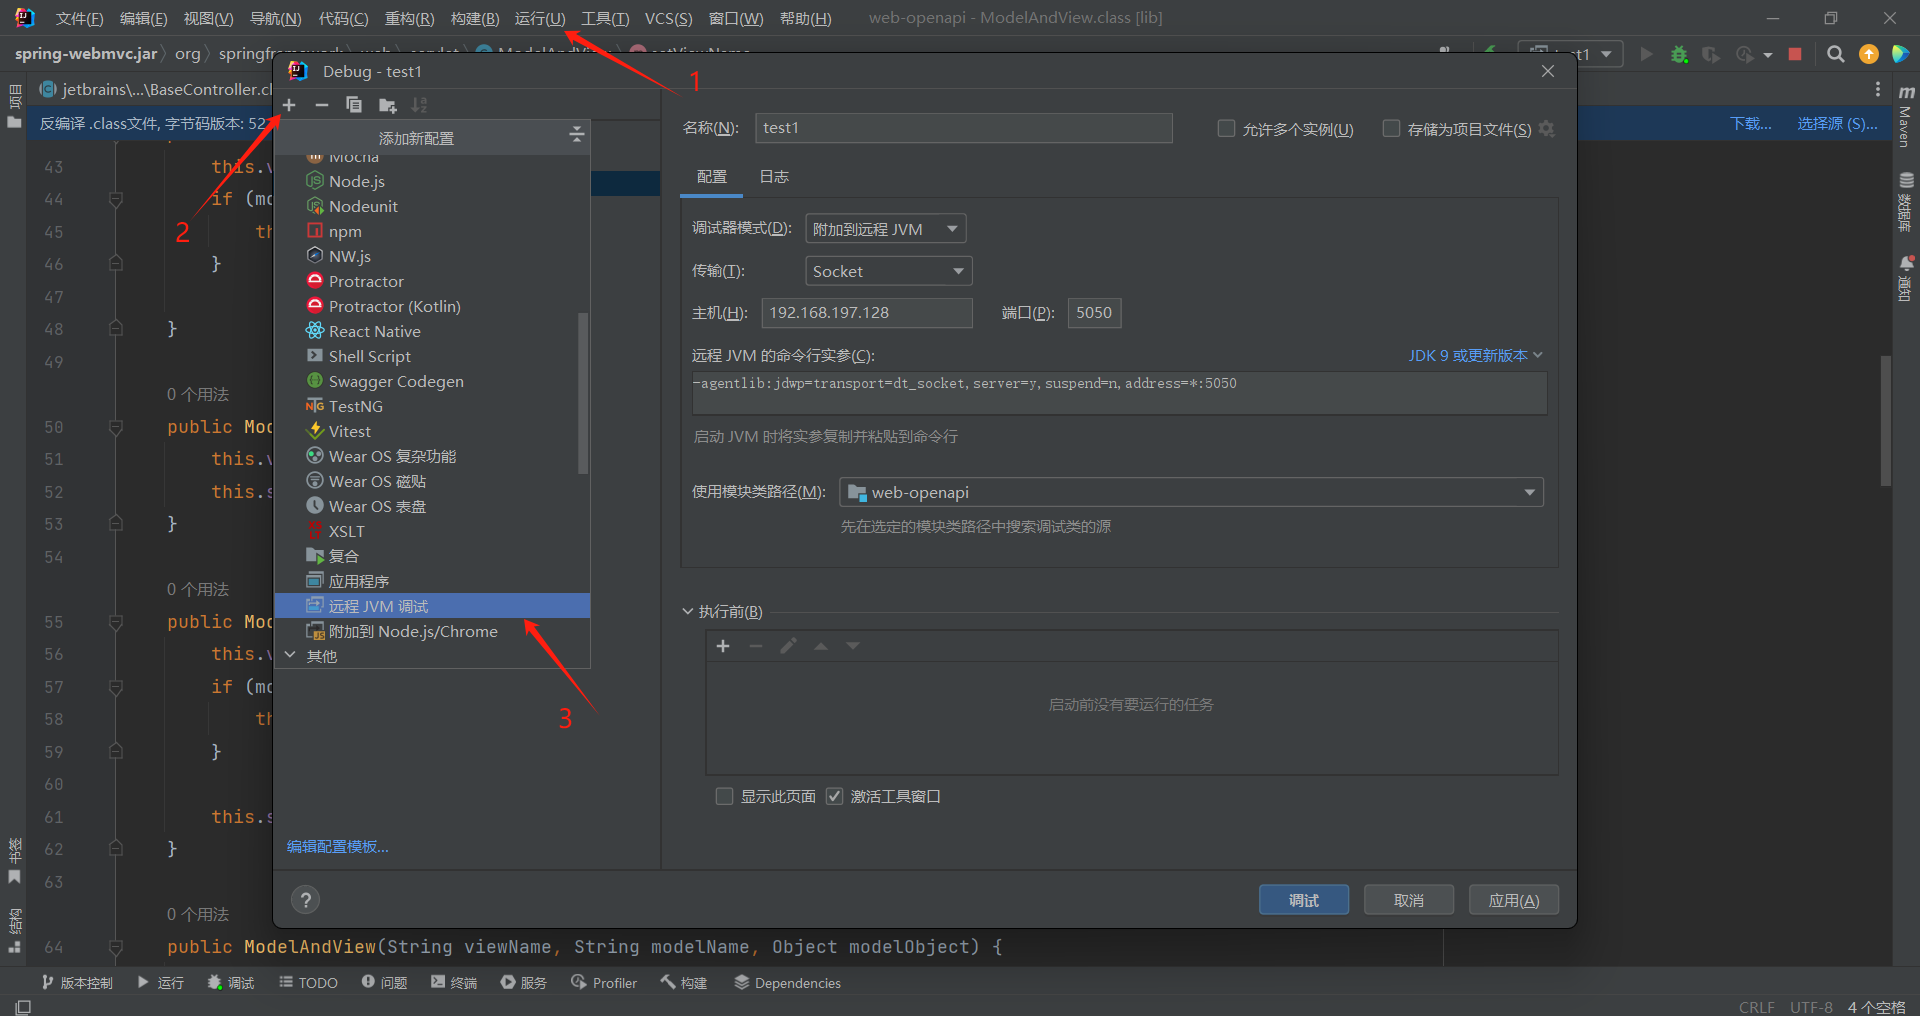 文件(F) 编辑(E) 视图(V) 导航(N) 代码(C) 重构(R) 构建(B) 运行(U) 工具(T) VCS(S) 窗口(W) 帮助(H) web-openapi - ModelAndView.class [lib]
spring-webmvc.jar org
项目
jetbrains\...\BaseController.cl
反编译 .class文件, 字节码版本: 52
下载... 选择源 (S)...
Maven
数据库
通知
Debug - test1
1
2
3
添加新配置
Mocha
Node.js
Nodeunit
npm
NW.js
Protractor
Protractor (Kotlin)
React Native
Shell Script
Swagger Codegen
TestNG
Vitest
Wear OS 复杂功能
Wear OS 磁贴
Wear OS 表盘
XSLT
复合
应用程序
远程 JVM 调试
附加到 Node.js/Chrome
其他
编辑配置模板...
名称(N): test1 允许多个实例(U) 存储为项目文件(S)
配置 日志
调试器模式(D): 附加到远程 JVM
传输(T): Socket
主机(H): 192.168.197.128 端口(P): 5050
远程 JVM 的命令行实参(C): JDK 9 或更新版本
-agentlib:jdwp=transport=dt_socket,server=y,suspend=n,address=*:5050
启动 JVM 时将实参复制并粘贴到命令行
使用模块类路径(M): web-openapi
先在选定的模块类路径中搜索调试类的源
执行前(B)
启动前没有要运行的任务
显示此页面 激活工具窗口
? 调试 取消 应用(A)
43 this.v
44 if (mo
45 th
46 }
47
48 }
49
0 个用法
50 public Mod
51 this.v
52 this.s
53 }
54
0 个用法
55 public Mod
56 this.v
57 if (mo
58 th
59 }
60
61 this.s
62 }
63
0 个用法
64 public ModelAndView(String viewName, String modelName, Object modelObject) {
书签
结构
版本控制 运行 调试 TODO 问题 终端 服务 Profiler 构建 Dependencies
CRLF UTF-8 4 个空格